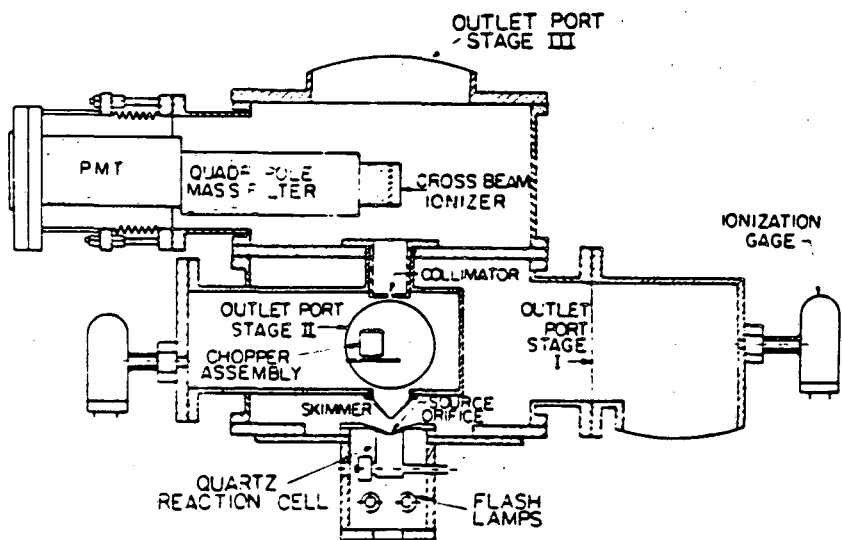 OUTLET PORT
STAGE III
PMT
QUADRUPOLE
MASS FILTER
CROSS BEAM
IONIZER
IONIZATION
GAGE
COLLIMATOR
OUTLET PORT
STAGE II
CHOPPER
ASSEMBLY
OUTLET
PORT
STAGE
I
SKIMMER
SOURCE
ORIFICE
QUARTZ
REACTION CELL
FLASH
LAMPS